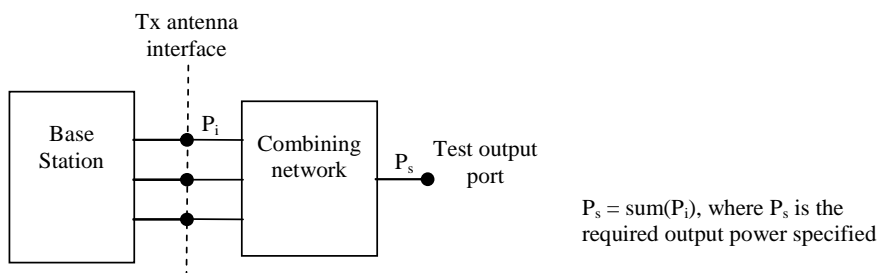 Tx antenna
interface
Base
Station
Pi
Combining
network
Ps
Test output
port
Ps = sum(Pi), where Ps is the
required output power specified